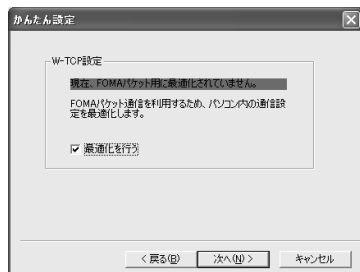 かんたん設定
W-TCP設定
現在、FOMAパケット用に最適化されていません。
FOMAパケット通信を利用するため、パソコン内の通信設
定を最適化します。
最適化を行う
< 戻る(B)
次へ(N) >
キャンセル